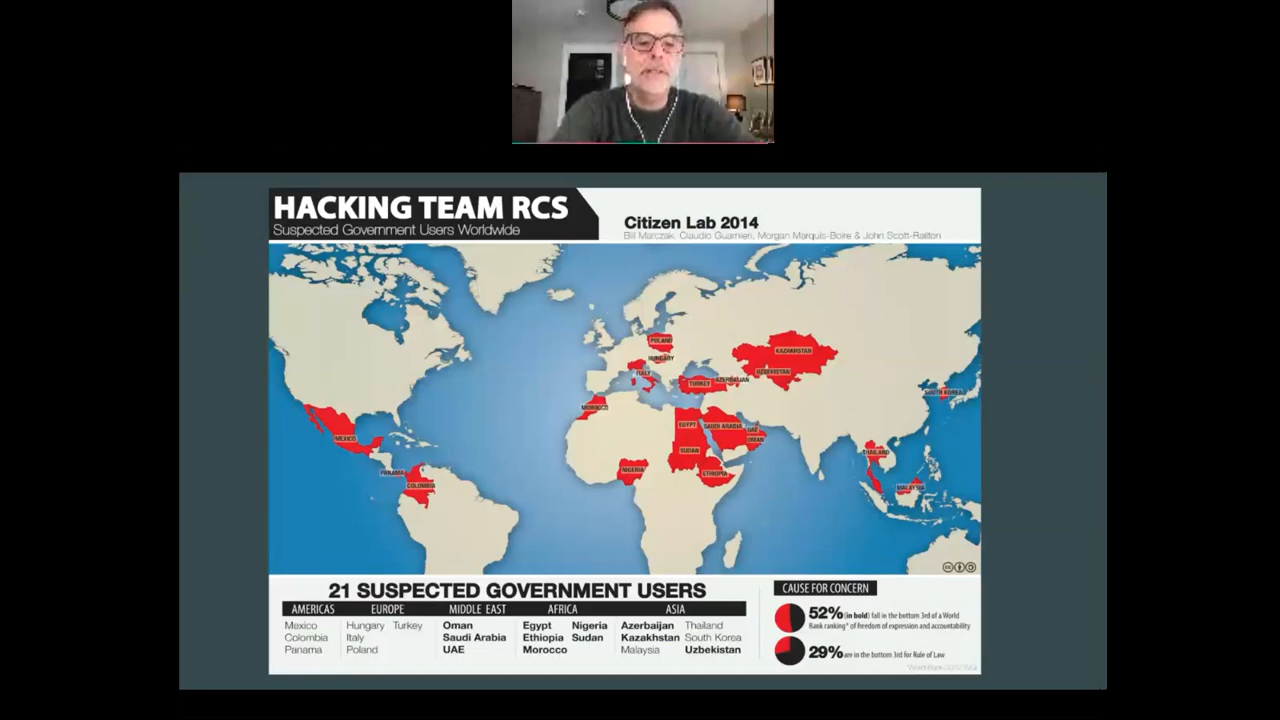 HACKING TEAM RCS
Suspected Government Users Worldwide
Citizen Lab 2014
Bill Marczak, Claudio Guarnieri, Morgan Marquis-Boire & John Scott-Railton
POLAND
HUNGARY
ITALY
TURKEY
AZERBAIJAN
KAZAKHSTAN
UZBEKISTAN
SOUTH KOREA
MOROCCO
EGYPT
SAUDI ARABIA
UAE
OMAN
MEXICO
SUDAN
THAILAND
PANAMA
NIGERIA
ETHIOPIA
COLOMBIA
MALAYSIA
cc
21 SUSPECTED GOVERNMENT USERS
AMERICAS EUROPE MIDDLE EAST AFRICA ASIA
Mexico Hungary Turkey Oman Egypt Nigeria Azerbaijan Thailand
Colombia Italy Saudi Arabia Ethiopia Sudan Kazakhstan South Korea
Panama Poland UAE Morocco Malaysia Uzbekistan
CAUSE FOR CONCERN
52% (in bold) fall in the bottom 3rd of a World
Bank ranking* of freedom of expression and accountability
29% are in the bottom 3rd for Rule of Law